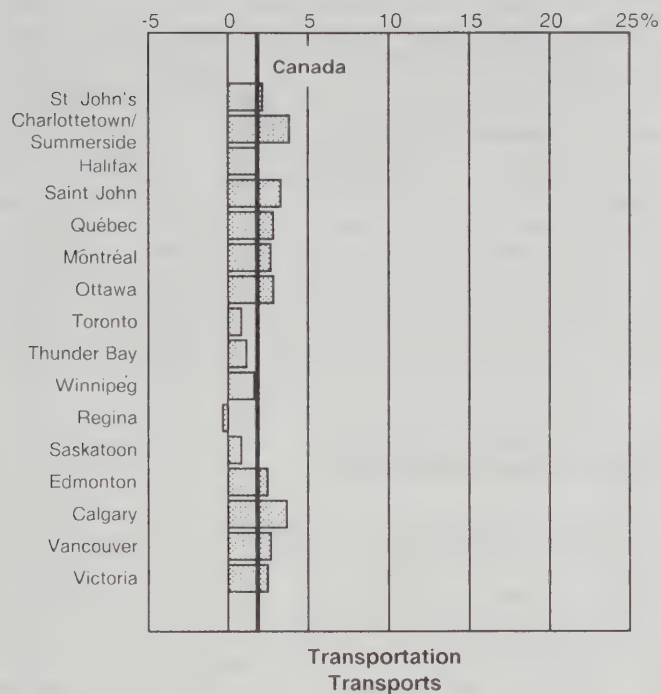 -5 0 5 10 15 20 25%
Canada
St John's
Charlottetown/
Summerside
Halifax
Saint John
Québec
Montréal
Ottawa
Toronto
Thunder Bay
Winnipeg
Regina
Saskatoon
Edmonton
Calgary
Vancouver
Victoria
Transportation
Transports